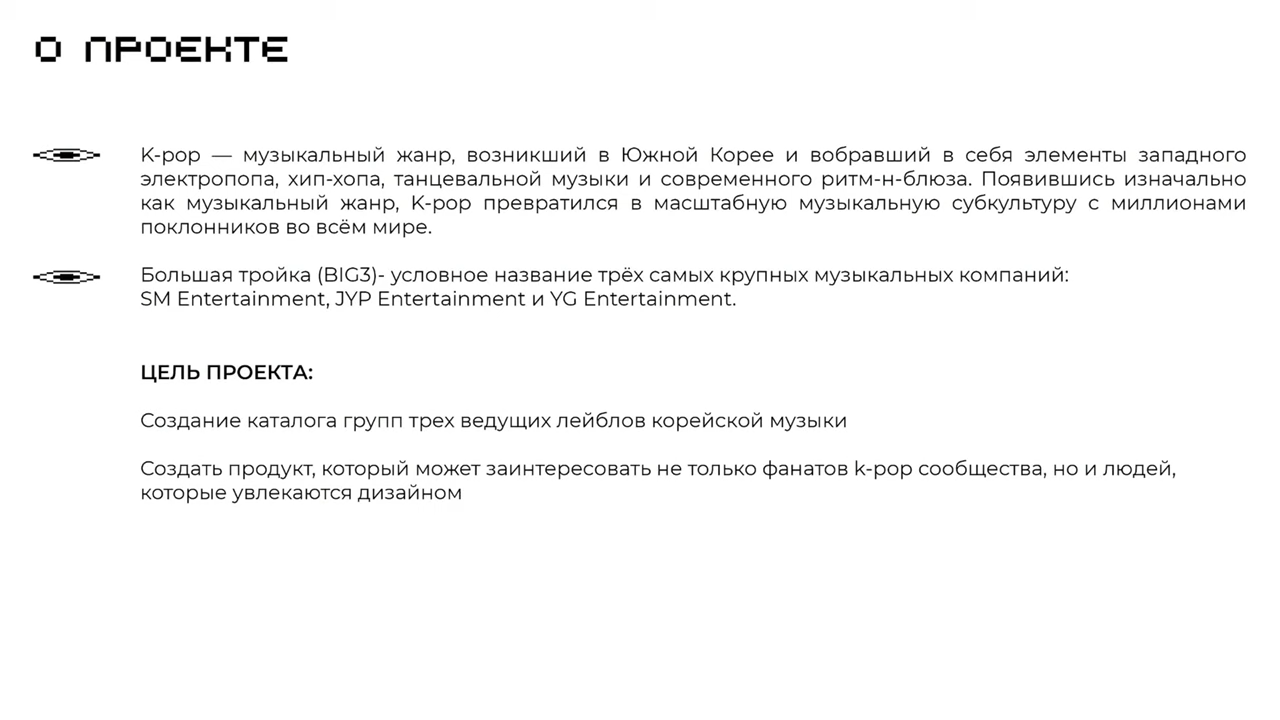 О ПРОЕКТЕ
K-pop — музыкальный жанр, возникший в Южной Корее и вобравший в себя элементы западного
электропопа, хип-хопа, танцевальной музыки и современного ритм-н-блюза. Появившись изначально
как музыкальный жанр, K-pop превратился в масштабную музыкальную субкультуру с миллионами
поклонников во всём мире.
Большая тройка (BIG3)- условное название трёх самых крупных музыкальных компаний:
SM Entertainment, JYP Entertainment и YG Entertainment.
ЦЕЛЬ ПРОЕКТА:
Создание каталога групп трех ведущих лейблов корейской музыки
Создать продукт, который может заинтересовать не только фанатов k-pop сообщества, но и людей,
которые увлекаются дизайном